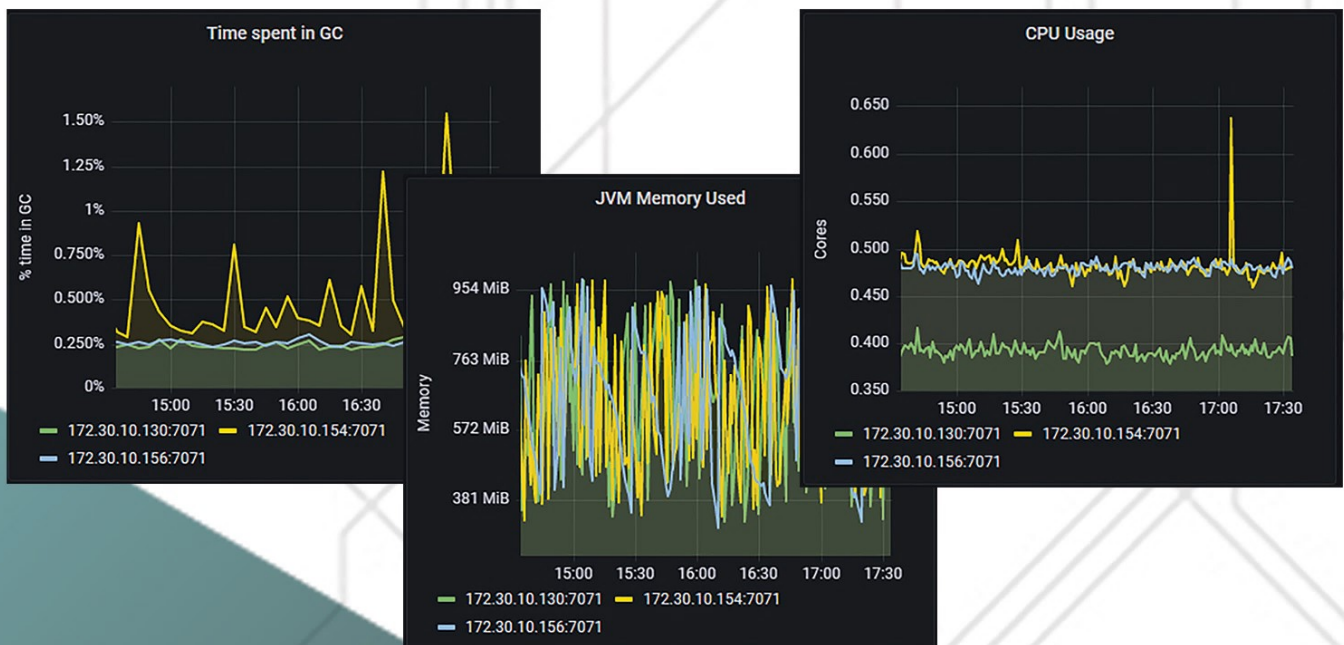 Time spent in GC
% time in GC
1.50%
1.25%
1%
0.750%
0.500%
0.250%
0%
15:00 15:30 16:00 16:30
172.30.10.130:7071 172.30.10.154:7071
172.30.10.156:7071
JVM Memory Used
Memory
954 MiB
763 MiB
572 MiB
381 MiB
15:00 15:30 16:00 16:30 17:00 17:30
172.30.10.130:7071 172.30.10.154:7071
172.30.10.156:7071
CPU Usage
Cores
0.650
0.600
0.550
0.500
0.450
0.400
0.350
15:00 15:30 16:00 16:30 17:00 17:30
172.30.10.130:7071 172.30.10.154:7071
172.30.10.156:7071